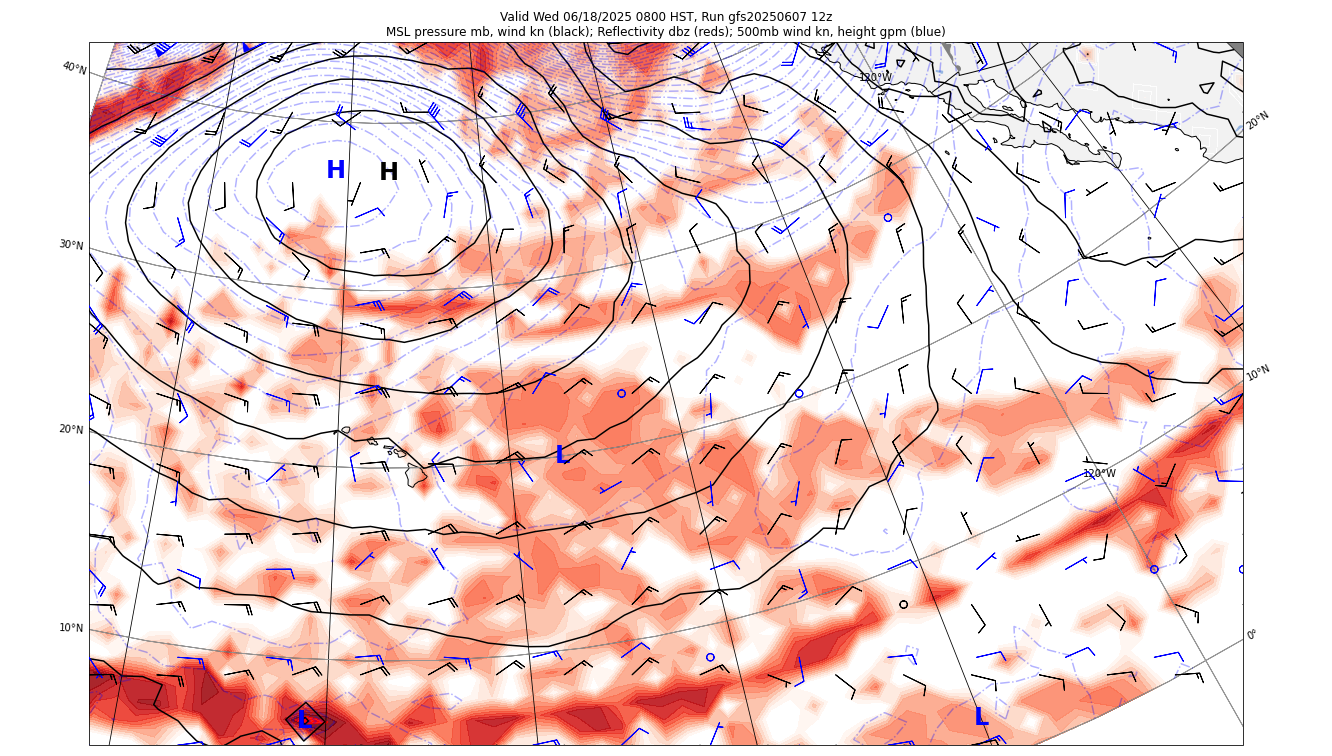 Valid Wed 06/18/2025 0800 HST, Run gfs20250607 12z
MSL pressure mb, wind kn (black); Reflectivity dbz (reds); 500mb wind kn, height gpm (blue)
40°N
120°W
20°N
H H
30°N
10°N
20°N
L
120°W
10°N
0°
L
L